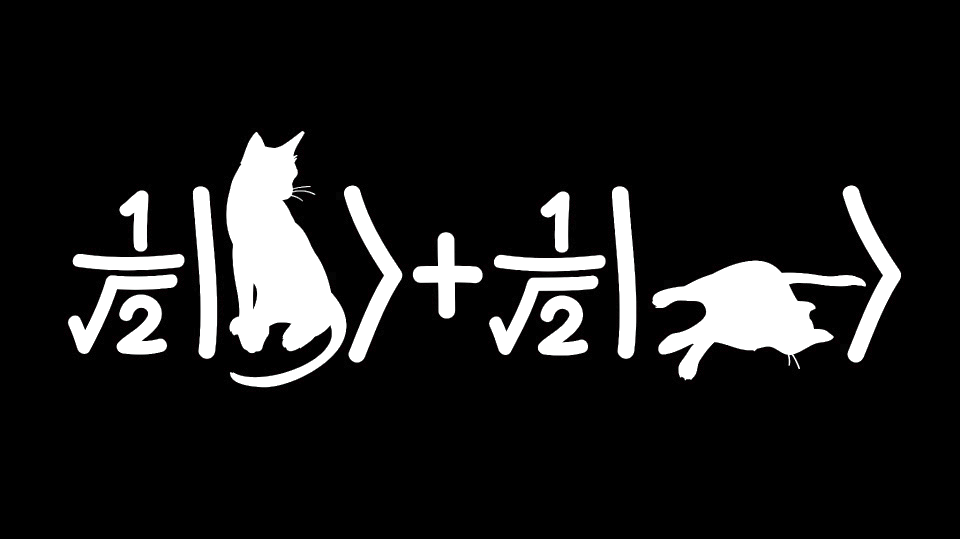 1/√2 | ⟩ + 1/√2 | ⟩